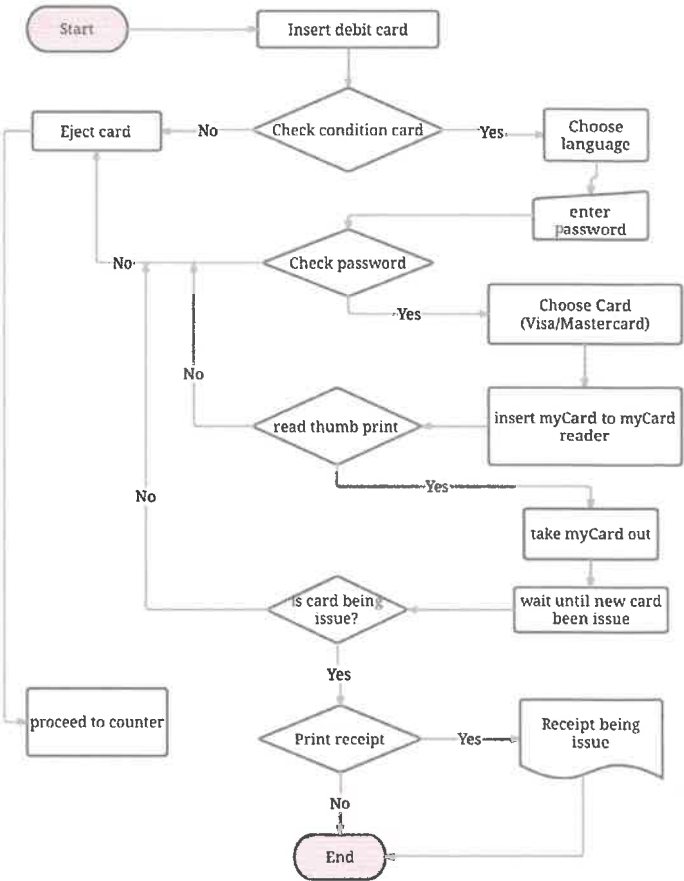 Start
Insert debit card
Eject card
No
Check condition card
Yes
Choose
language
enter
password
No
Check password
Yes
Choose Card
(Visa/Mastercard)
No
read thumb print
insert myCard to myCard
reader
Yes
No
take myCard out
is card being
issue?
wait until new card
been issue
Yes
proceed to counter
Print receipt
Yes
Receipt being
issue
No
End